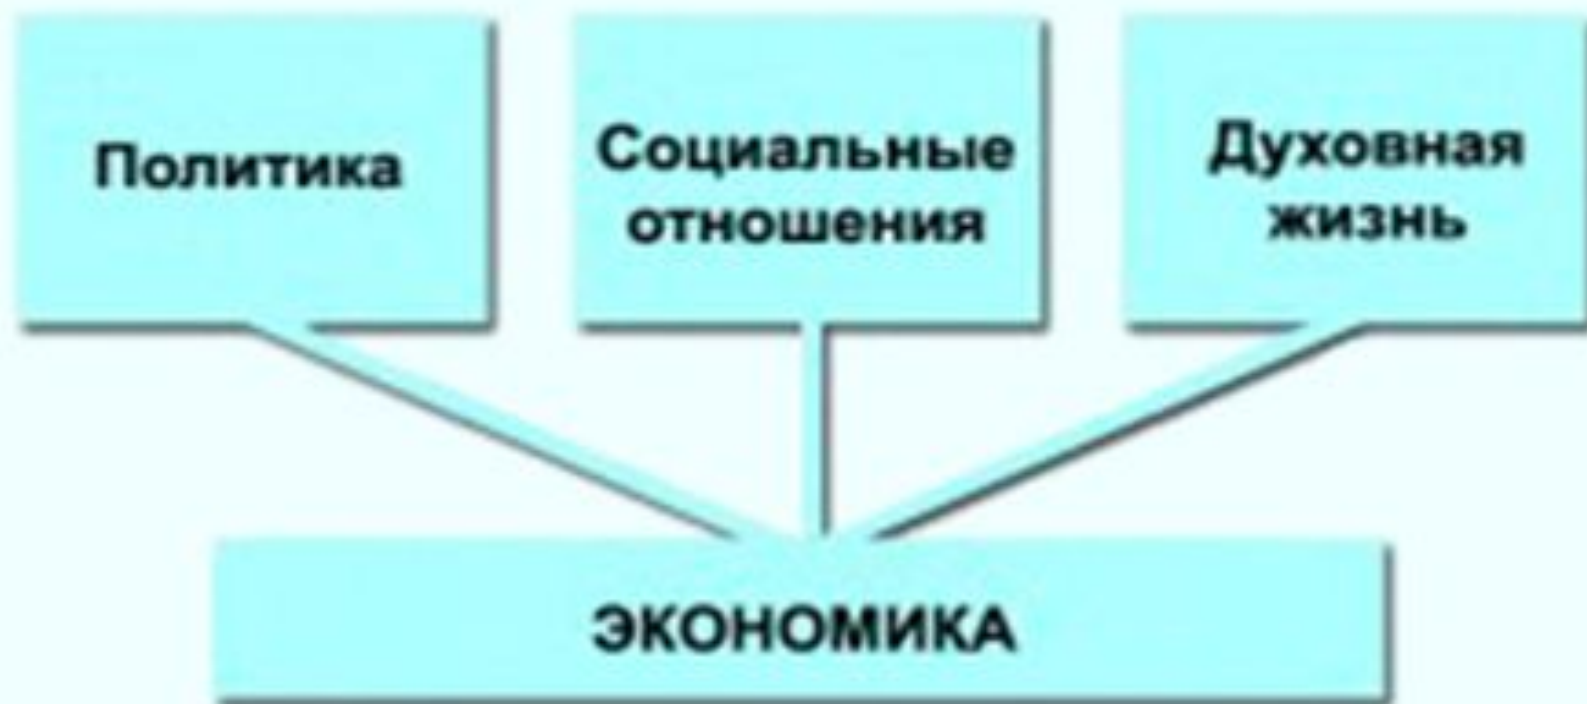 Политика
Социальные
отношения
Духовная
жизнь
ЭКОНОМИКА